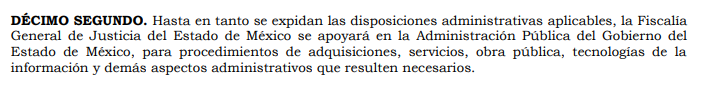 DÉCIMO SEGUNDO. Hasta en tanto se expidan las disposiciones administrativas aplicables, la Fiscalía
General de Justicia del Estado de México se apoyará en la Administración Pública del Gobierno del
Estado de México, para procedimientos de adquisiciones, servicios, obra pública, tecnologías de la
información y demás aspectos administrativos que resulten necesarios.